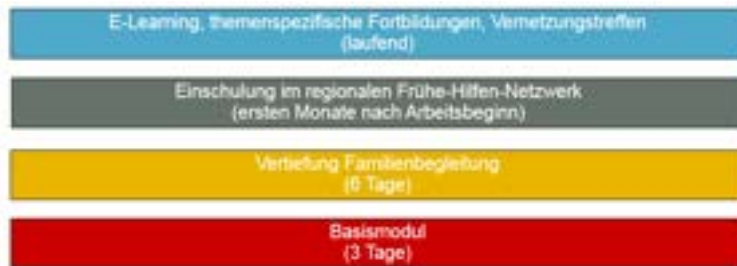 E-Learning, themenspezifische Fortbildungen, Vernetzungstreffen
(laufend)
Einschulung im regionalen Frühe-Hilfen-Netzwerk
(ersten Monate nach Arbeitsbeginn)
Vertiefung Familienbegleitung
(6 Tage)
Basismodul
(3 Tage)